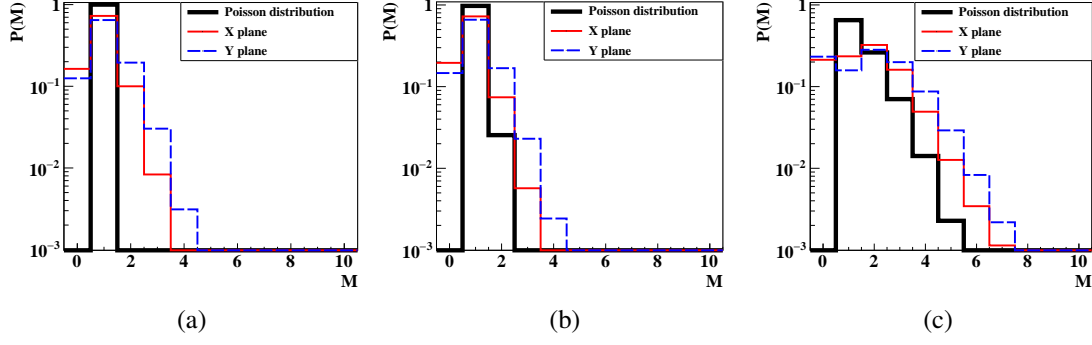 P(M)
1
10⁻¹
10⁻²
10⁻³
0 2 4 6 8 10
M
Poisson distribution
X plane
Y plane
(a)
P(M)
1
10⁻¹
10⁻²
10⁻³
0 2 4 6 8 10
M
Poisson distribution
X plane
Y plane
(b)
P(M)
1
10⁻¹
10⁻²
10⁻³
0 2 4 6 8 10
M
Poisson distribution
X plane
Y plane
(c)